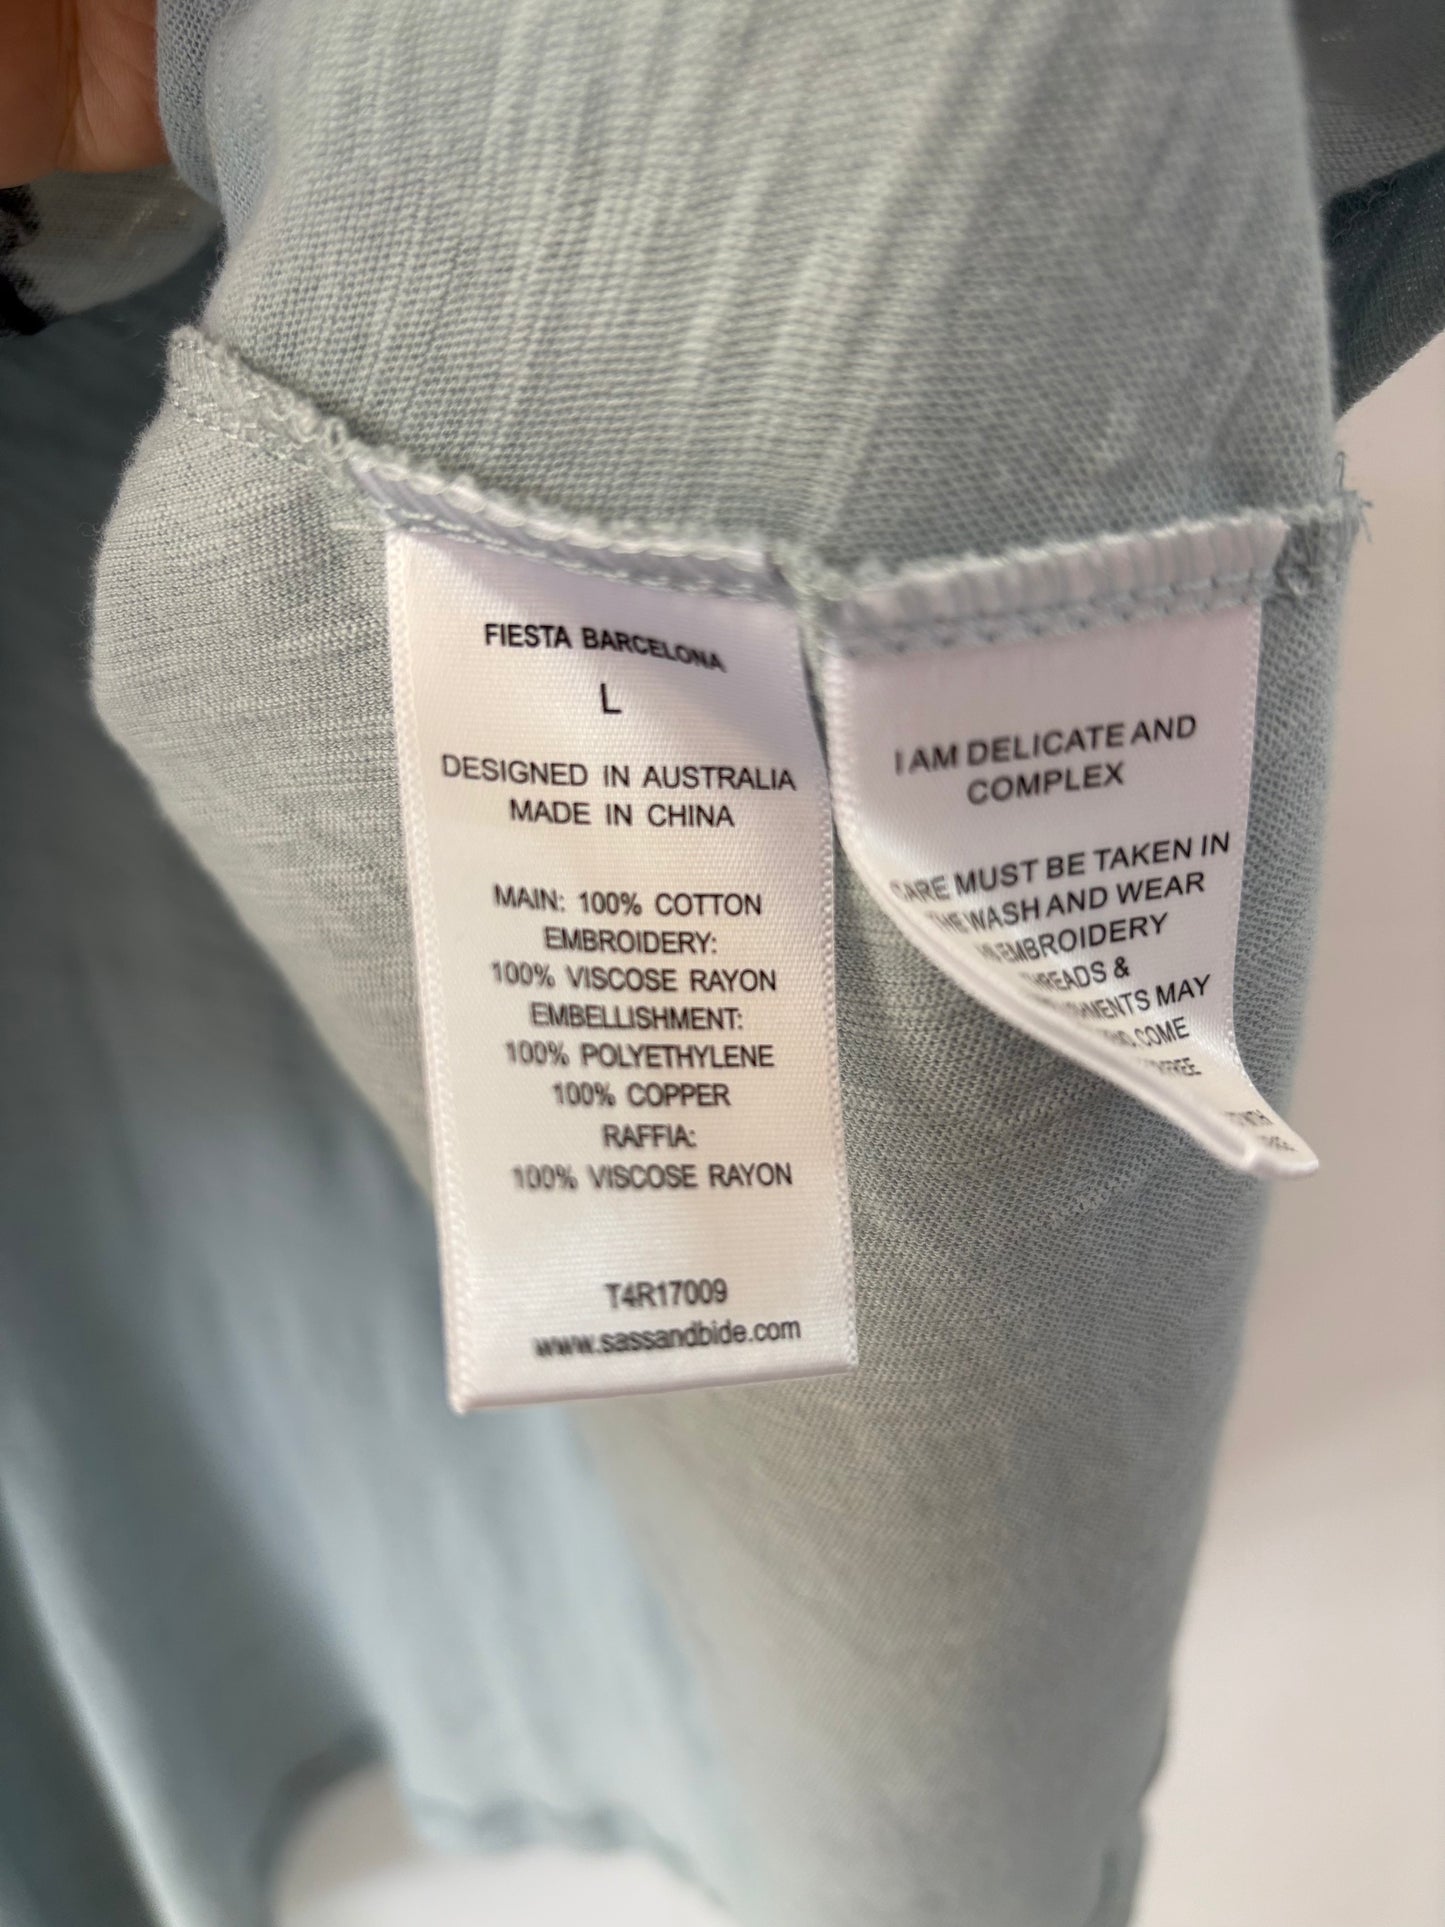 FIESTA BARCELONA
L
DESIGNED IN AUSTRALIA
MADE IN CHINA
MAIN: 100% COTTON
EMBROIDERY:
100% VISCOSE RAYON
EMBELLISHMENT:
100% POLYETHYLENE
100% COPPER
RAFFIA:
100% VISCOSE RAYON
T4R17009
www.sassandbide.com
I AM DELICATE AND
COMPLEX
CARE MUST BE TAKEN IN
THE WASH AND WEAR
EMBROIDERY
&
MAY
COME